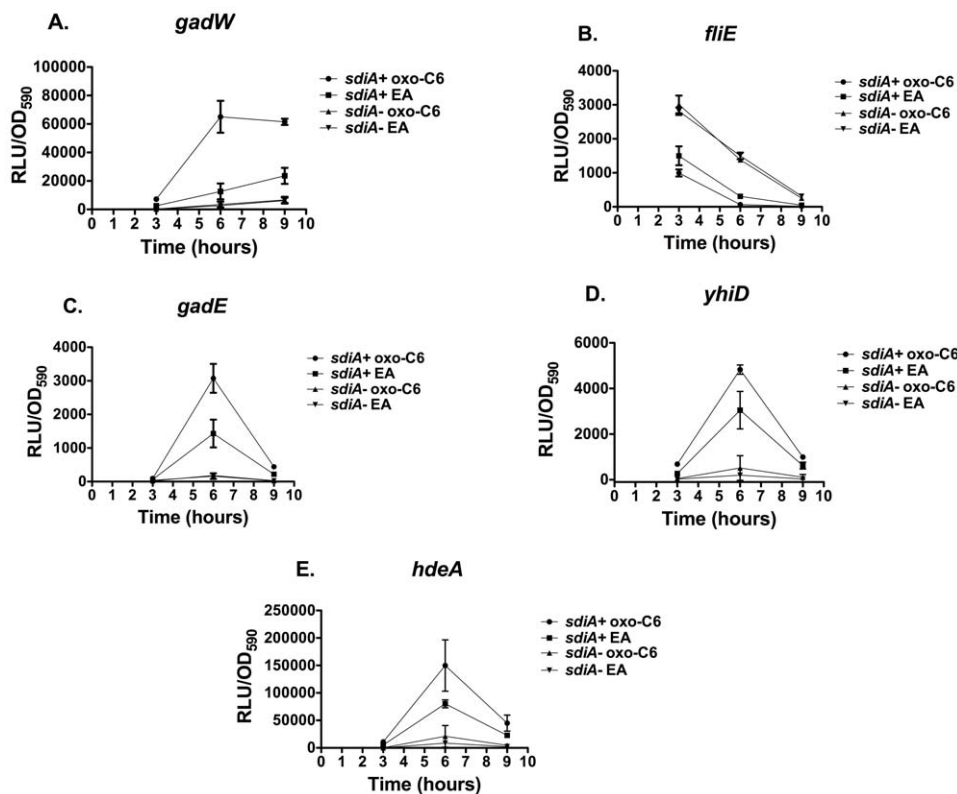 A.
gadW
RLU/OD590
100000
80000
60000
40000
20000
0
0 1 2 3 4 5 6 7 8 9 10
Time (hours)
sdiA+ oxo-C6
sdiA+ EA
sdiA- oxo-C6
sdiA- EA
B.
fliE
RLU/OD590
4000
3000
2000
1000
0
0 1 2 3 4 5 6 7 8 9 10
Time (hours)
sdiA+ oxo-C6
sdiA+ EA
sdiA- oxo-C6
sdiA- EA
C.
gadE
RLU/OD590
4000
3000
2000
1000
0
0 1 2 3 4 5 6 7 8 9 10
Time (hours)
sdiA+ oxo-C6
sdiA+ EA
sdiA- oxo-C6
sdiA- EA
D.
yhiD
RLU/OD590
6000
4000
2000
0
0 1 2 3 4 5 6 7 8 9 10
Time (hours)
sdiA+ oxo-C6
sdiA+ EA
sdiA- oxo-C6
sdiA- EA
E.
hdeA
RLU/OD590
250000
200000
150000
100000
50000
0
0 1 2 3 4 5 6 7 8 9 10
Time (hours)
sdiA+ oxo-C6
sdiA+ EA
sdiA- oxo-C6
sdiA- EA